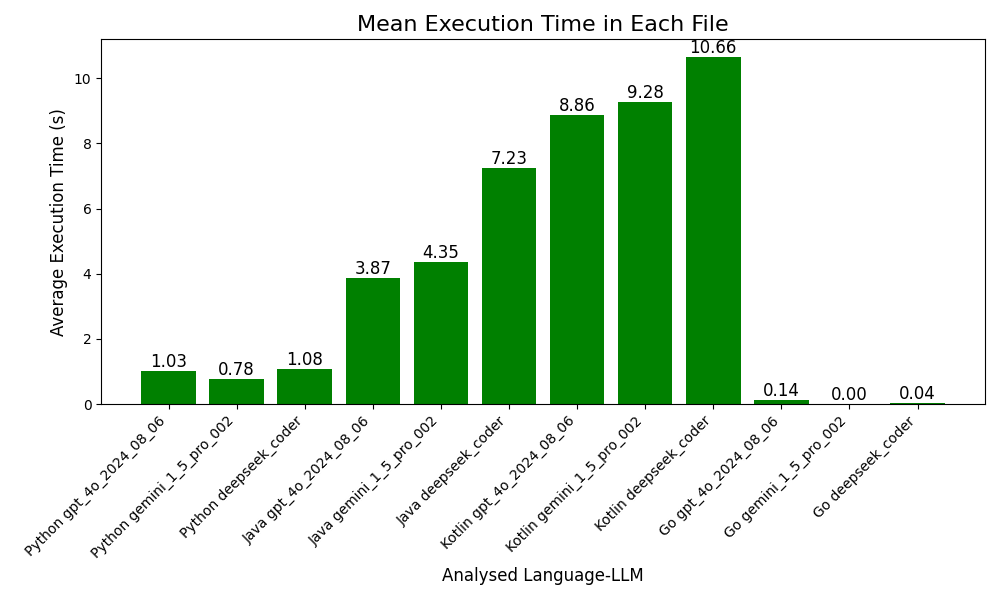 Mean Execution Time in Each File
Average Execution Time (s)
10
8
6
4
2
0
1.03
0.78
1.08
3.87
4.35
7.23
8.86
9.28
10.66
0.14
0.00
0.04
Python gpt_4o_2024_08_06
Python gemini_1_5_pro_002
Python deepseek_coder
Java gpt_4o_2024_08_06
Java gemini_1_5_pro_002
Java deepseek_coder
Kotlin gpt_4o_2024_08_06
Kotlin gemini_1_5_pro_002
Kotlin deepseek_coder
Go gpt_4o_2024_08_06
Go gemini_1_5_pro_002
Go deepseek_coder
Analysed Language-LLM